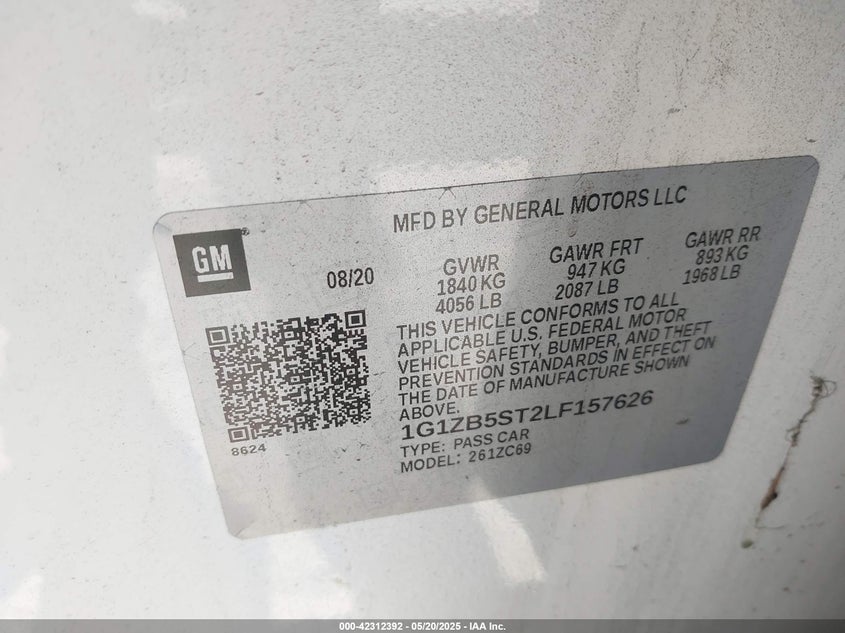 MFD BY GENERAL MOTORS LLC
GM
08/20
GVWR
1840 KG
4056 LB
GAWR FRT
947 KG
2087 LB
GAWR RR
893 KG
1968 LB
THIS VEHICLE CONFORMS TO ALL
APPLICABLE U.S. FEDERAL MOTOR
VEHICLE SAFETY, BUMPER, AND THEFT
PREVENTION STANDARDS IN EFFECT ON
THE DATE OF MANUFACTURE SHOWN
ABOVE.
1G1ZB5ST2LF157626
TYPE: PASS CAR
MODEL: 261ZC69
8624
000-42312392 - 05/20/2025 - IAA Inc.